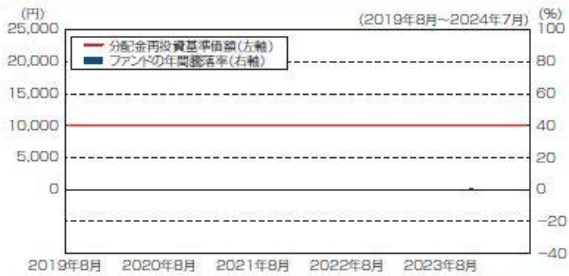 (円)
(2019年8月～2024年7月)
(%)
25,000
100
分配金再投資基準価額(左軸)
ファンドの年間騰落率(右軸)
20,000
80
15,000
60
10,000
40
5,000
20
0
0
−20
−40
2019年8月
2020年8月
2021年8月
2022年8月
2023年8月